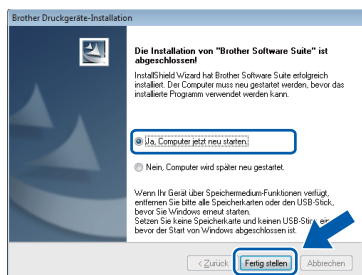 Brother Druckgeräte-Installation
Die Installation von "Brother Software Suite" ist
abgeschlossen!
InstallShield Wizard hat Brother Software Suite erfolgreich
installiert. Der Computer muss neu gestartet werden, bevor das
installierte Programm verwendet werden kann.
Ja, Computer jetzt neu starten.
Nein, Computer wird später neu gestartet.
Wenn Ihr Gerät über Speichermedium-Funktionen verfügt,
entfernen Sie bitte alle Speicherkarten oder den USB-Stick,
bevor Sie Windows erneut starten.
Setzen Sie keine Speicherkarte und keinen USB-Stick ein,
bevor der Start von Windows abgeschlossen ist.
< Zurück
Fertig stellen
Abbrechen